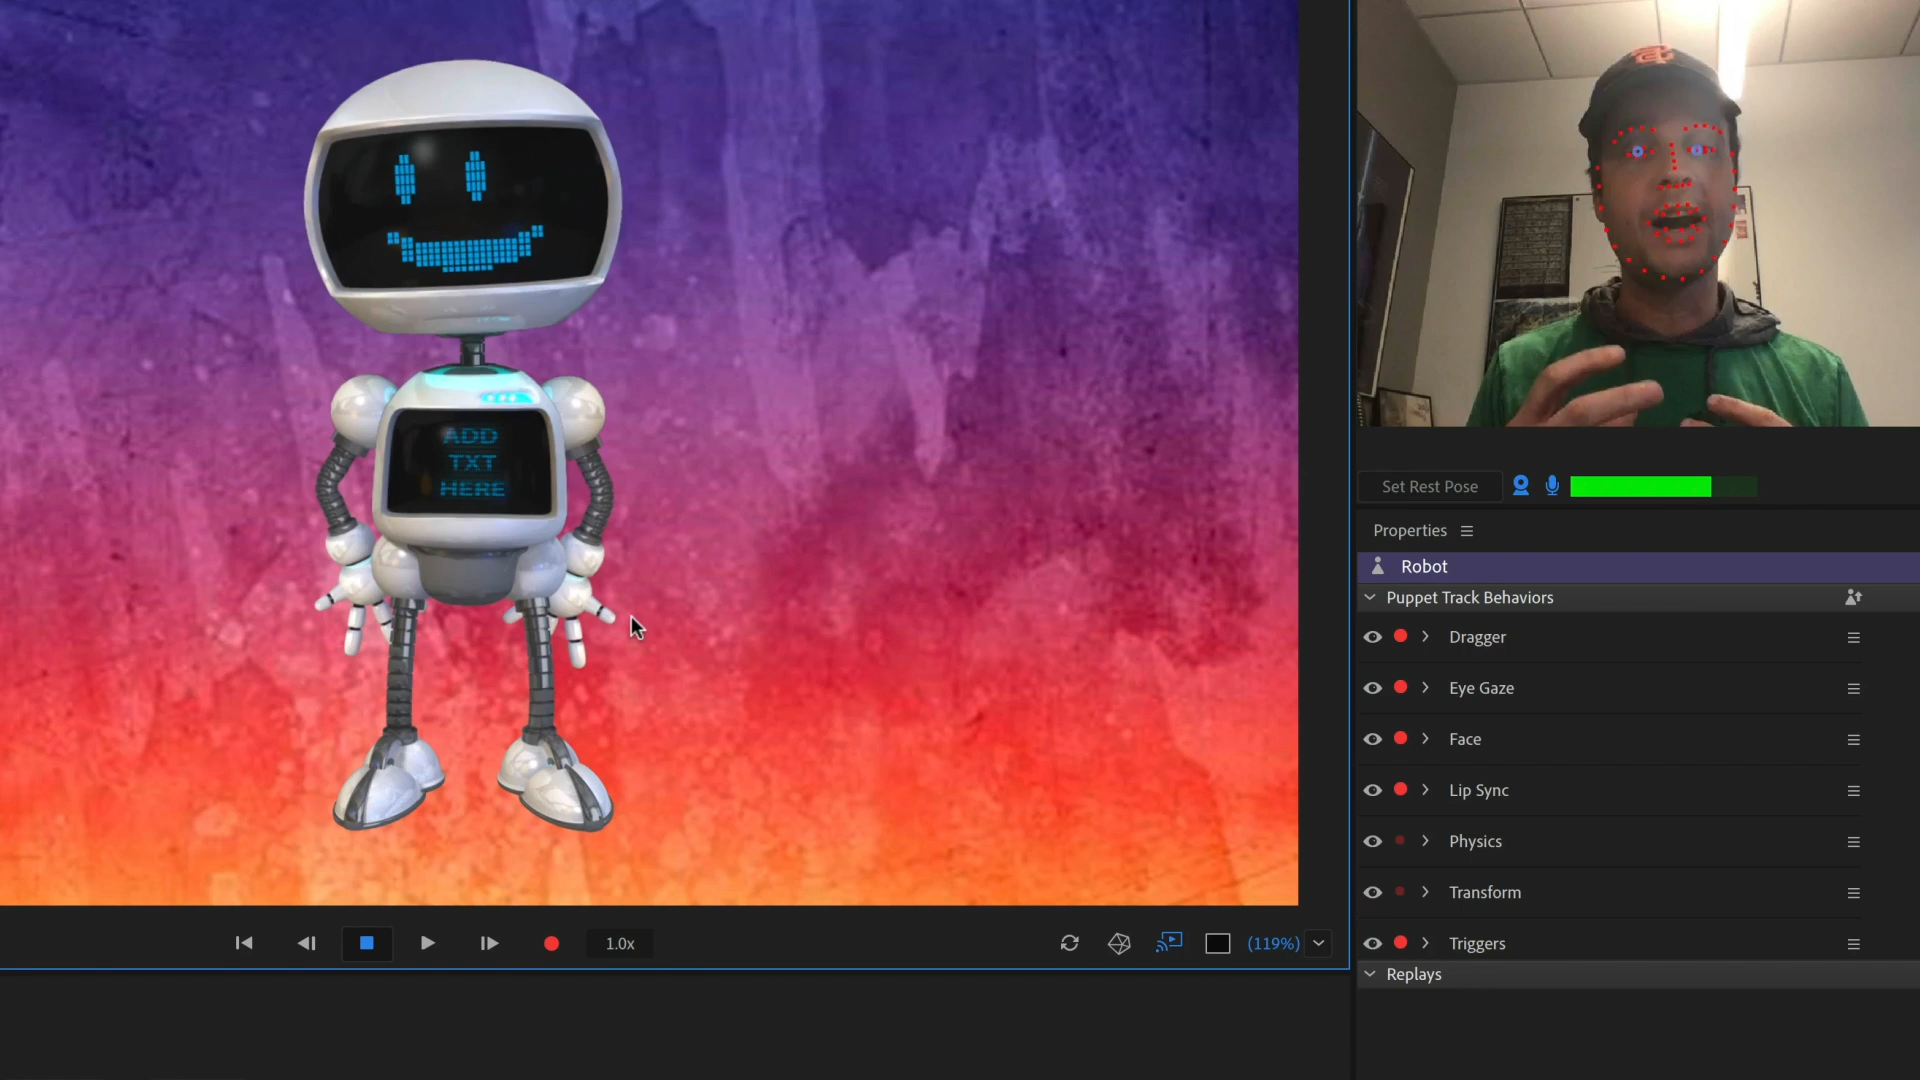 ADD
TXT
HERE
Set Rest Pose
Properties
Robot
Puppet Track Behaviors
Dragger
Eye Gaze
Face
Lip Sync
Physics
Transform
Triggers
Replays
1.0x
(119%)